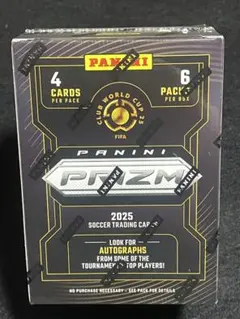 PANINI
4
CARDS
PER PACK
6
PACKS
PER BOX
CLUB WORLD CUP 25
FIFA
PANINI
PRIZM
2025
SOCCER TRADING CARDS
LOOK FOR
AUTOGRAPHS
FROM SOME OF THE
TOURNAMENT'S TOP PLAYERS!
NO PURCHASE NECESSARY - SEE PACK FOR DETAILS